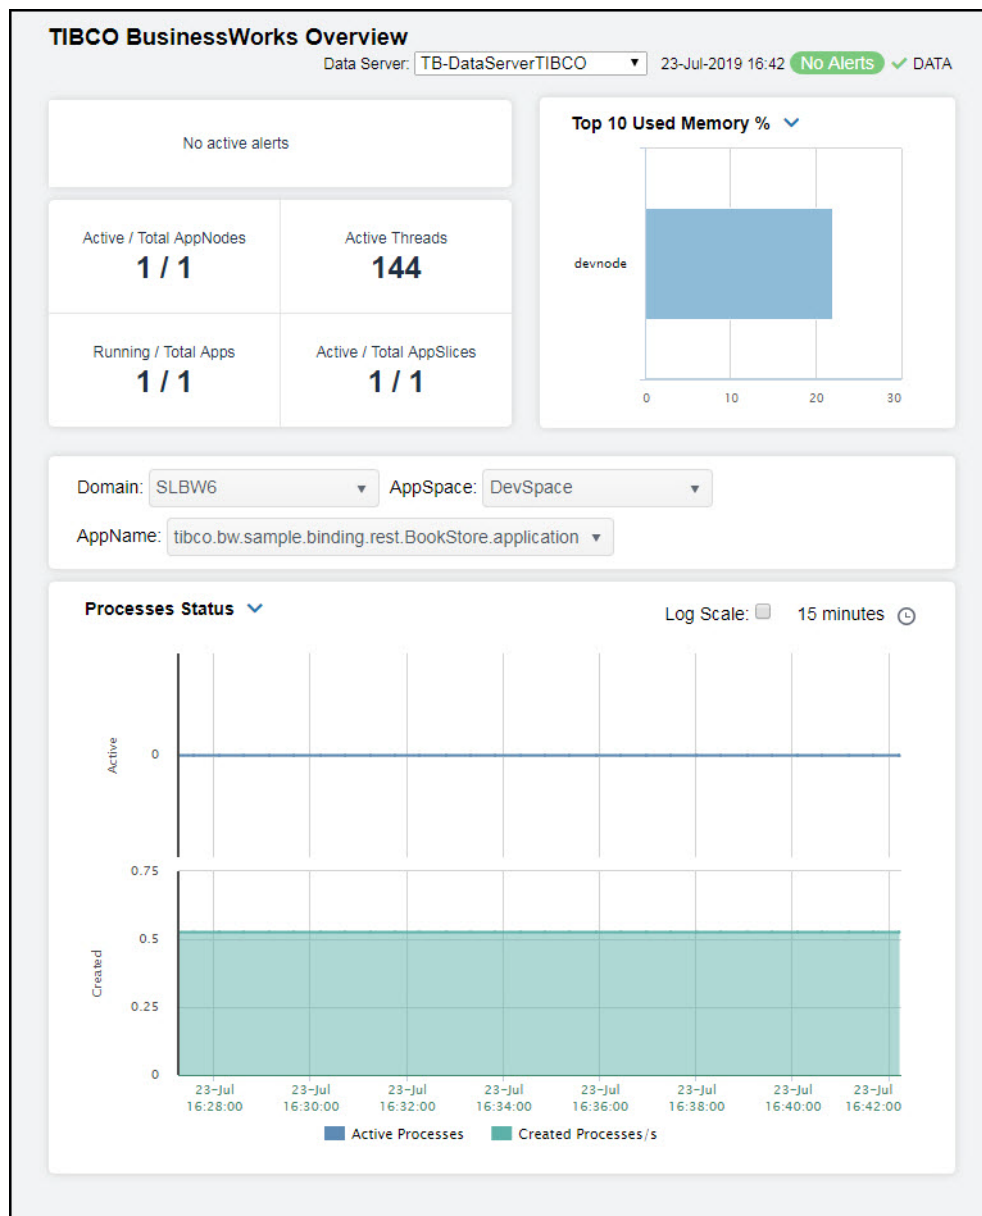 TIBCO BusinessWorks Overview
Data Server: TB-DataServerTIBCO 23-Jul-2019 16:42 No Alerts DATA
No active alerts
Active / Total AppNodes
1 / 1
Active Threads
144
Running / Total Apps
1 / 1
Active / Total AppSlices
1 / 1
Top 10 Used Memory %
devnode
0 10 20 30
Domain: SLBW6 AppSpace: DevSpace
AppName: tibco.bw.sample.binding.rest.BookStore.application
Processes Status
Log Scale: 15 minutes
Active
0
Created
0.75
0.5
0.25
0
23-Jul 23-Jul 23-Jul 23-Jul 23-Jul 23-Jul 23-Jul 23-Jul
16:28:00 16:30:00 16:32:00 16:34:00 16:36:00 16:38:00 16:40:00 16:42:00
Active Processes Created Processes/s